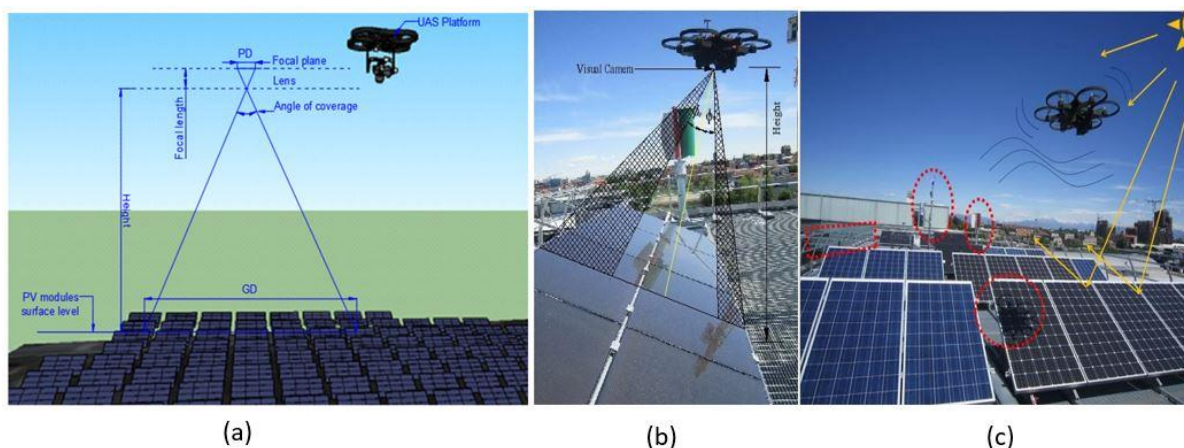 UAS Platform
PD
Focal plane
Lens
Focal length
Angle of coverage
Height
PV modules
surface level
GD
Visual Camera
Height
ϕ
(a)
(b)
(c)